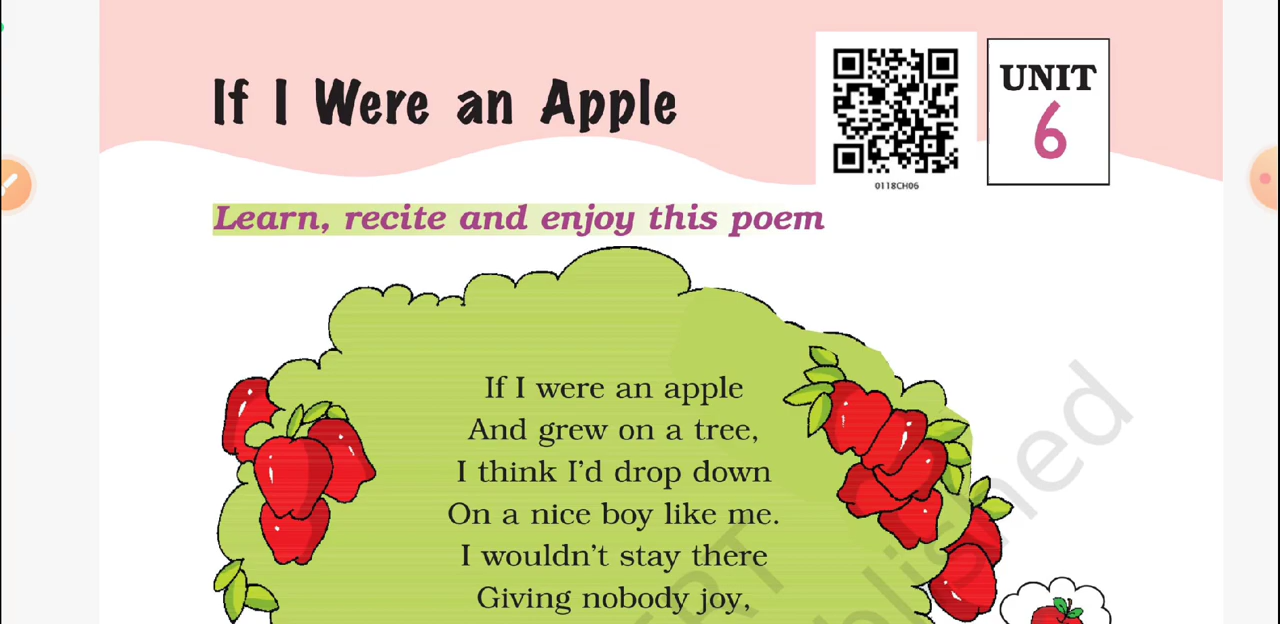 If I Were an Apple
UNIT
6
0118CH06
Learn, recite and enjoy this poem
If I were an apple
And grew on a tree,
I think I'd drop down
On a nice boy like me.
I wouldn't stay there
Giving nobody joy,